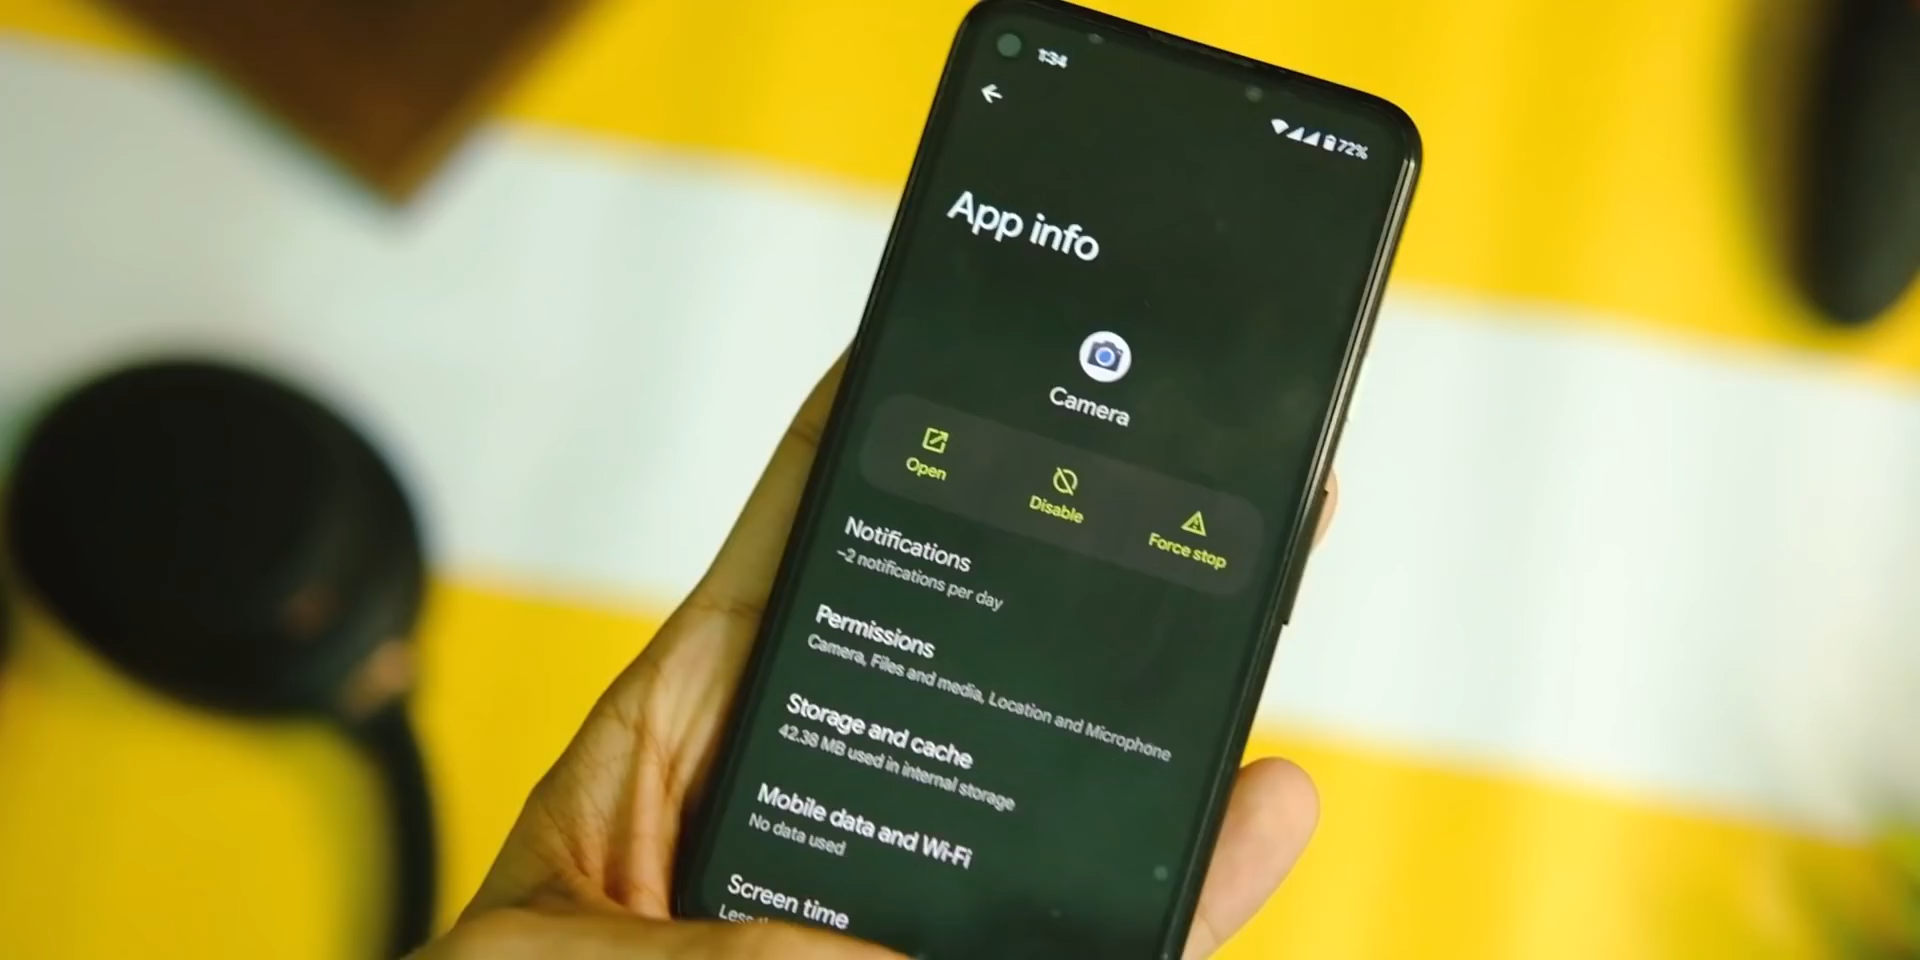 1:34
72%
App info
Camera
Open
Disable
Force stop
Notifications
~2 notifications per day
Permissions
Camera, Files and media, Location and Microphone
Storage and cache
42.38 MB used in internal storage
Mobile data and Wi-Fi
No data used
Screen time
Less